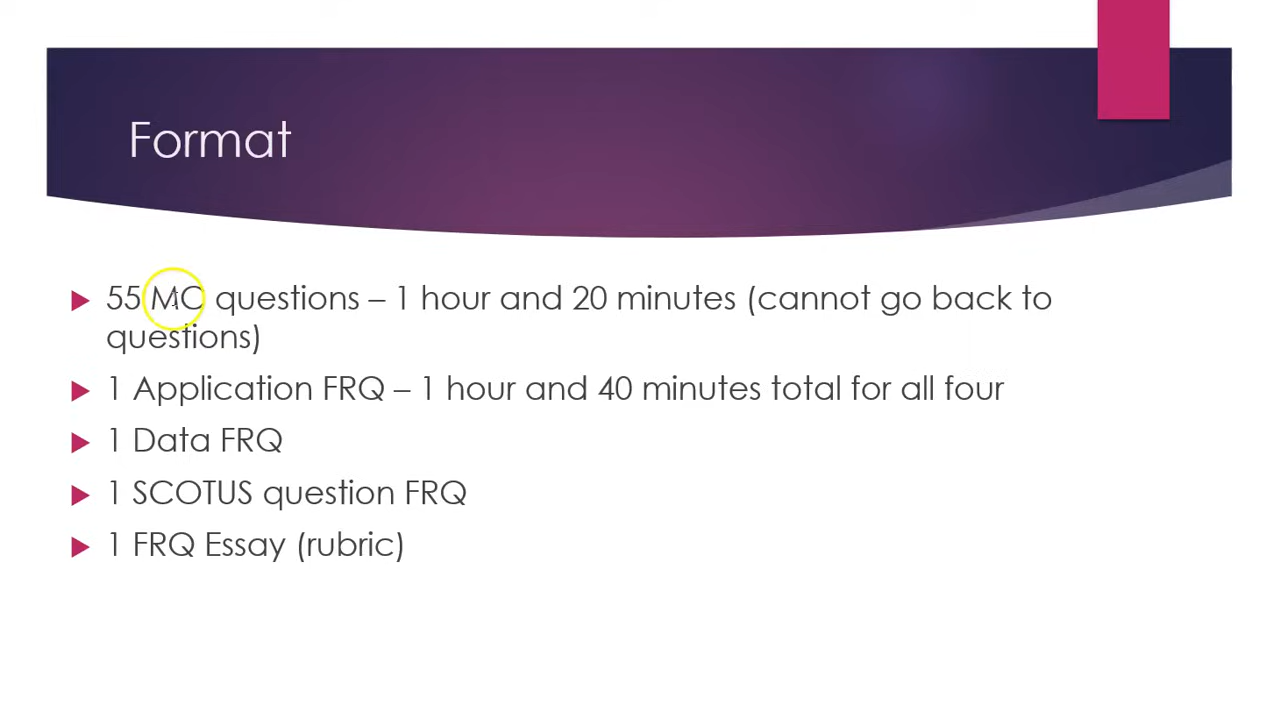 Format
55 MC questions – 1 hour and 20 minutes (cannot go back to
questions)
1 Application FRQ – 1 hour and 40 minutes total for all four
1 Data FRQ
1 SCOTUS question FRQ
1 FRQ Essay (rubric)